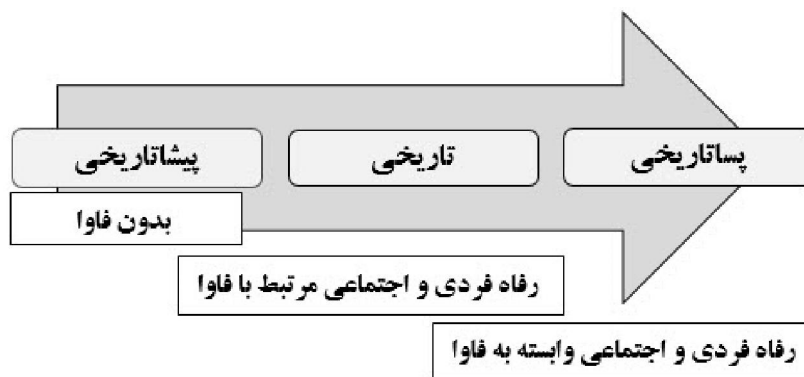 پیشاتاریخی
تاریخی
پساتاریخی
بدون فاوا
رفاه فردی و اجتماعی مرتبط با فاوا
رفاه فردی و اجتماعی وابسته به فاوا